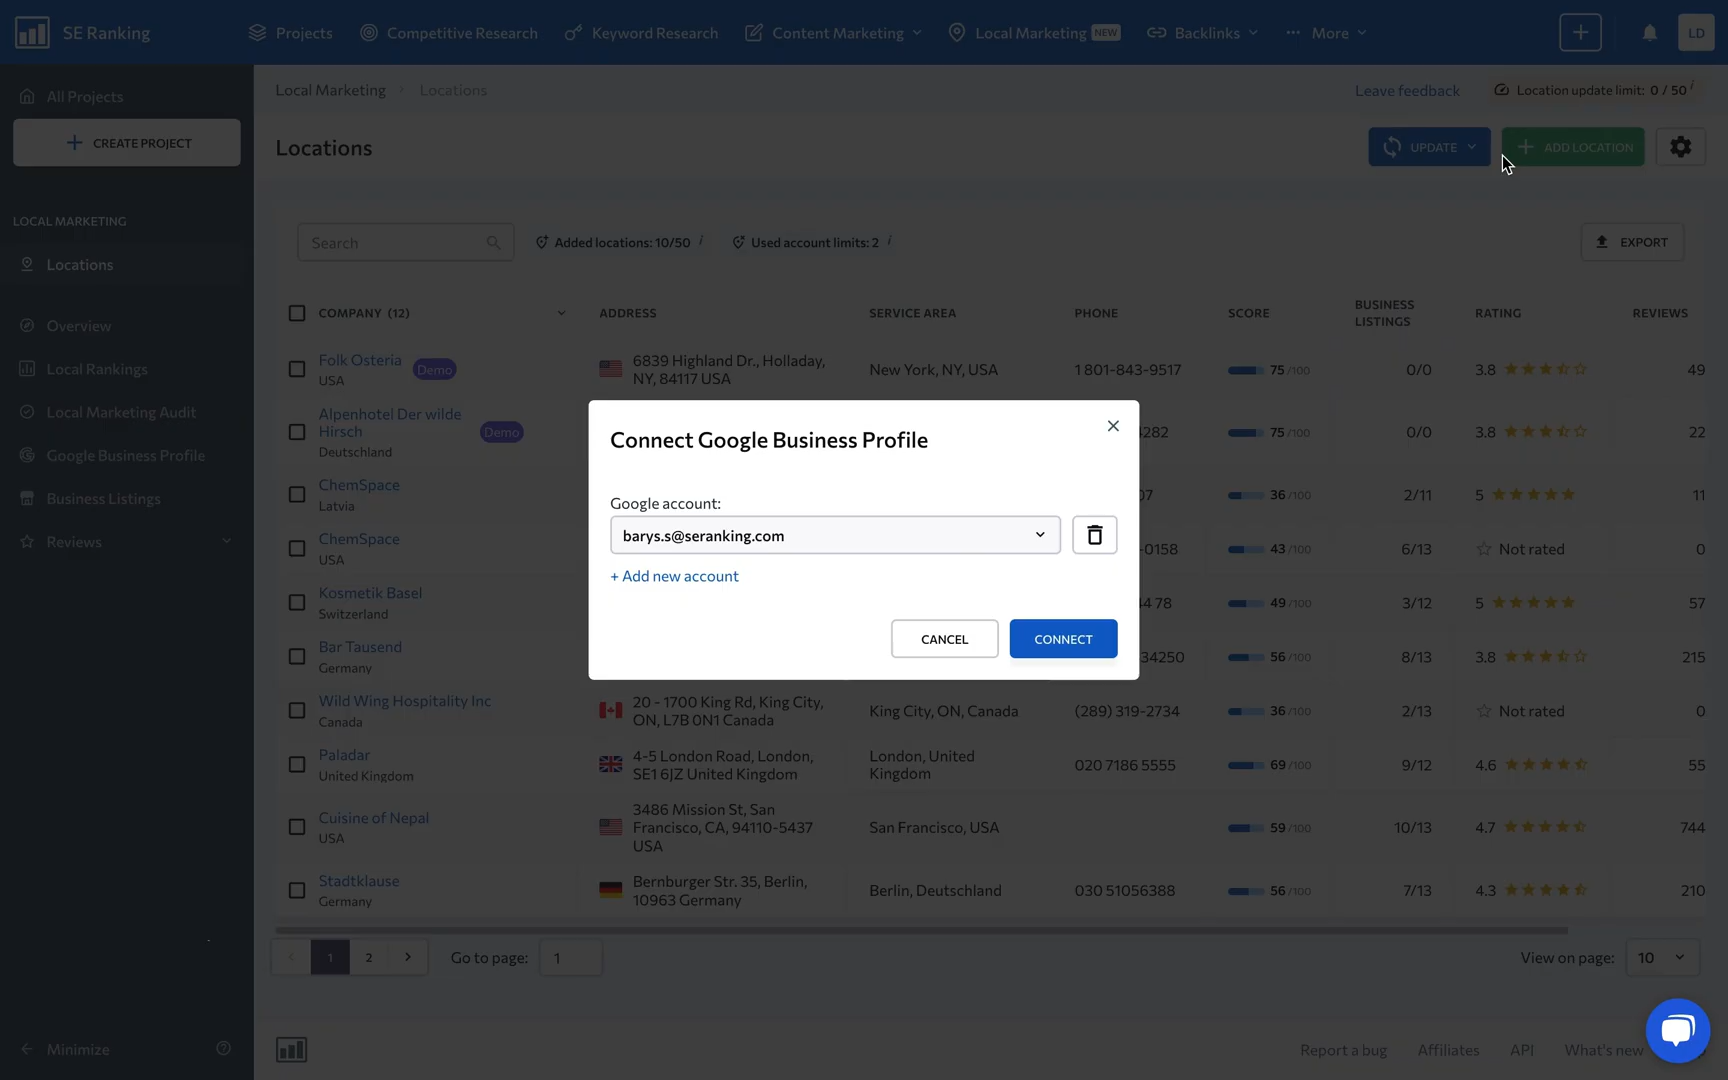 SE Ranking
Projects
Competitive Research
Keyword Research
Content Marketing
Local Marketing NEW
Backlinks
More
LD
All Projects
CREATE PROJECT
LOCAL MARKETING
Locations
Overview
Local Rankings
Local Marketing Audit
Google Business Profile
Business Listings
Reviews
Minimize
Local Marketing > Locations
Leave feedback
Location update limit: 0 / 50 i
Locations
UPDATE
ADD LOCATION
Search
Added locations: 10/50 i
Used account limits: 2 i
EXPORT
COMPANY (12) ADDRESS SERVICE AREA PHONE SCORE BUSINESS LISTINGS RATING REVIEWS
Folk Osteria Demo
USA
6839 Highland Dr., Holladay,
NY, 84117 USA
New York, NY, USA 1 801-843-9517 75 /100 0/0 3.8 49
Alpenhotel Der wilde
Hirsch Demo
Deutschland
4282 75 /100 0/0 3.8 22
ChemSpace
Latvia
07 36 /100 2/11 5 11
ChemSpace
USA
-0158 43 /100 6/13 Not rated 0
Kosmetik Basel
Switzerland
44 78 49 /100 3/12 5 57
Bar Tausend
Germany
34250 56 /100 8/13 3.8 215
Wild Wing Hospitality Inc
Canada
20 - 1700 King Rd, King City,
ON, L7B 0N1 Canada
King City, ON, Canada (289) 319-2734 36 /100 2/13 Not rated 0
Paladar
United Kingdom
4-5 London Road, London,
SE1 6JZ United Kingdom
London, United
Kingdom
020 7186 5555 69 /100 9/12 4.6 55
Cuisine of Nepal
USA
3486 Mission St, San
Francisco, CA, 94110-5437
USA
San Francisco, USA 59 /100 10/13 4.7 744
Stadtklause
Germany
Bernburger Str. 35, Berlin,
10963 Germany
Berlin, Deutschland 030 51056388 56 /100 7/13 4.3 210
Connect Google Business Profile
Google account:
barys.s@seranking.com
+ Add new account
CANCEL
CONNECT
1 2
Go to page: 1
View on page: 10
Report a bug
Affiliates
API
What's new